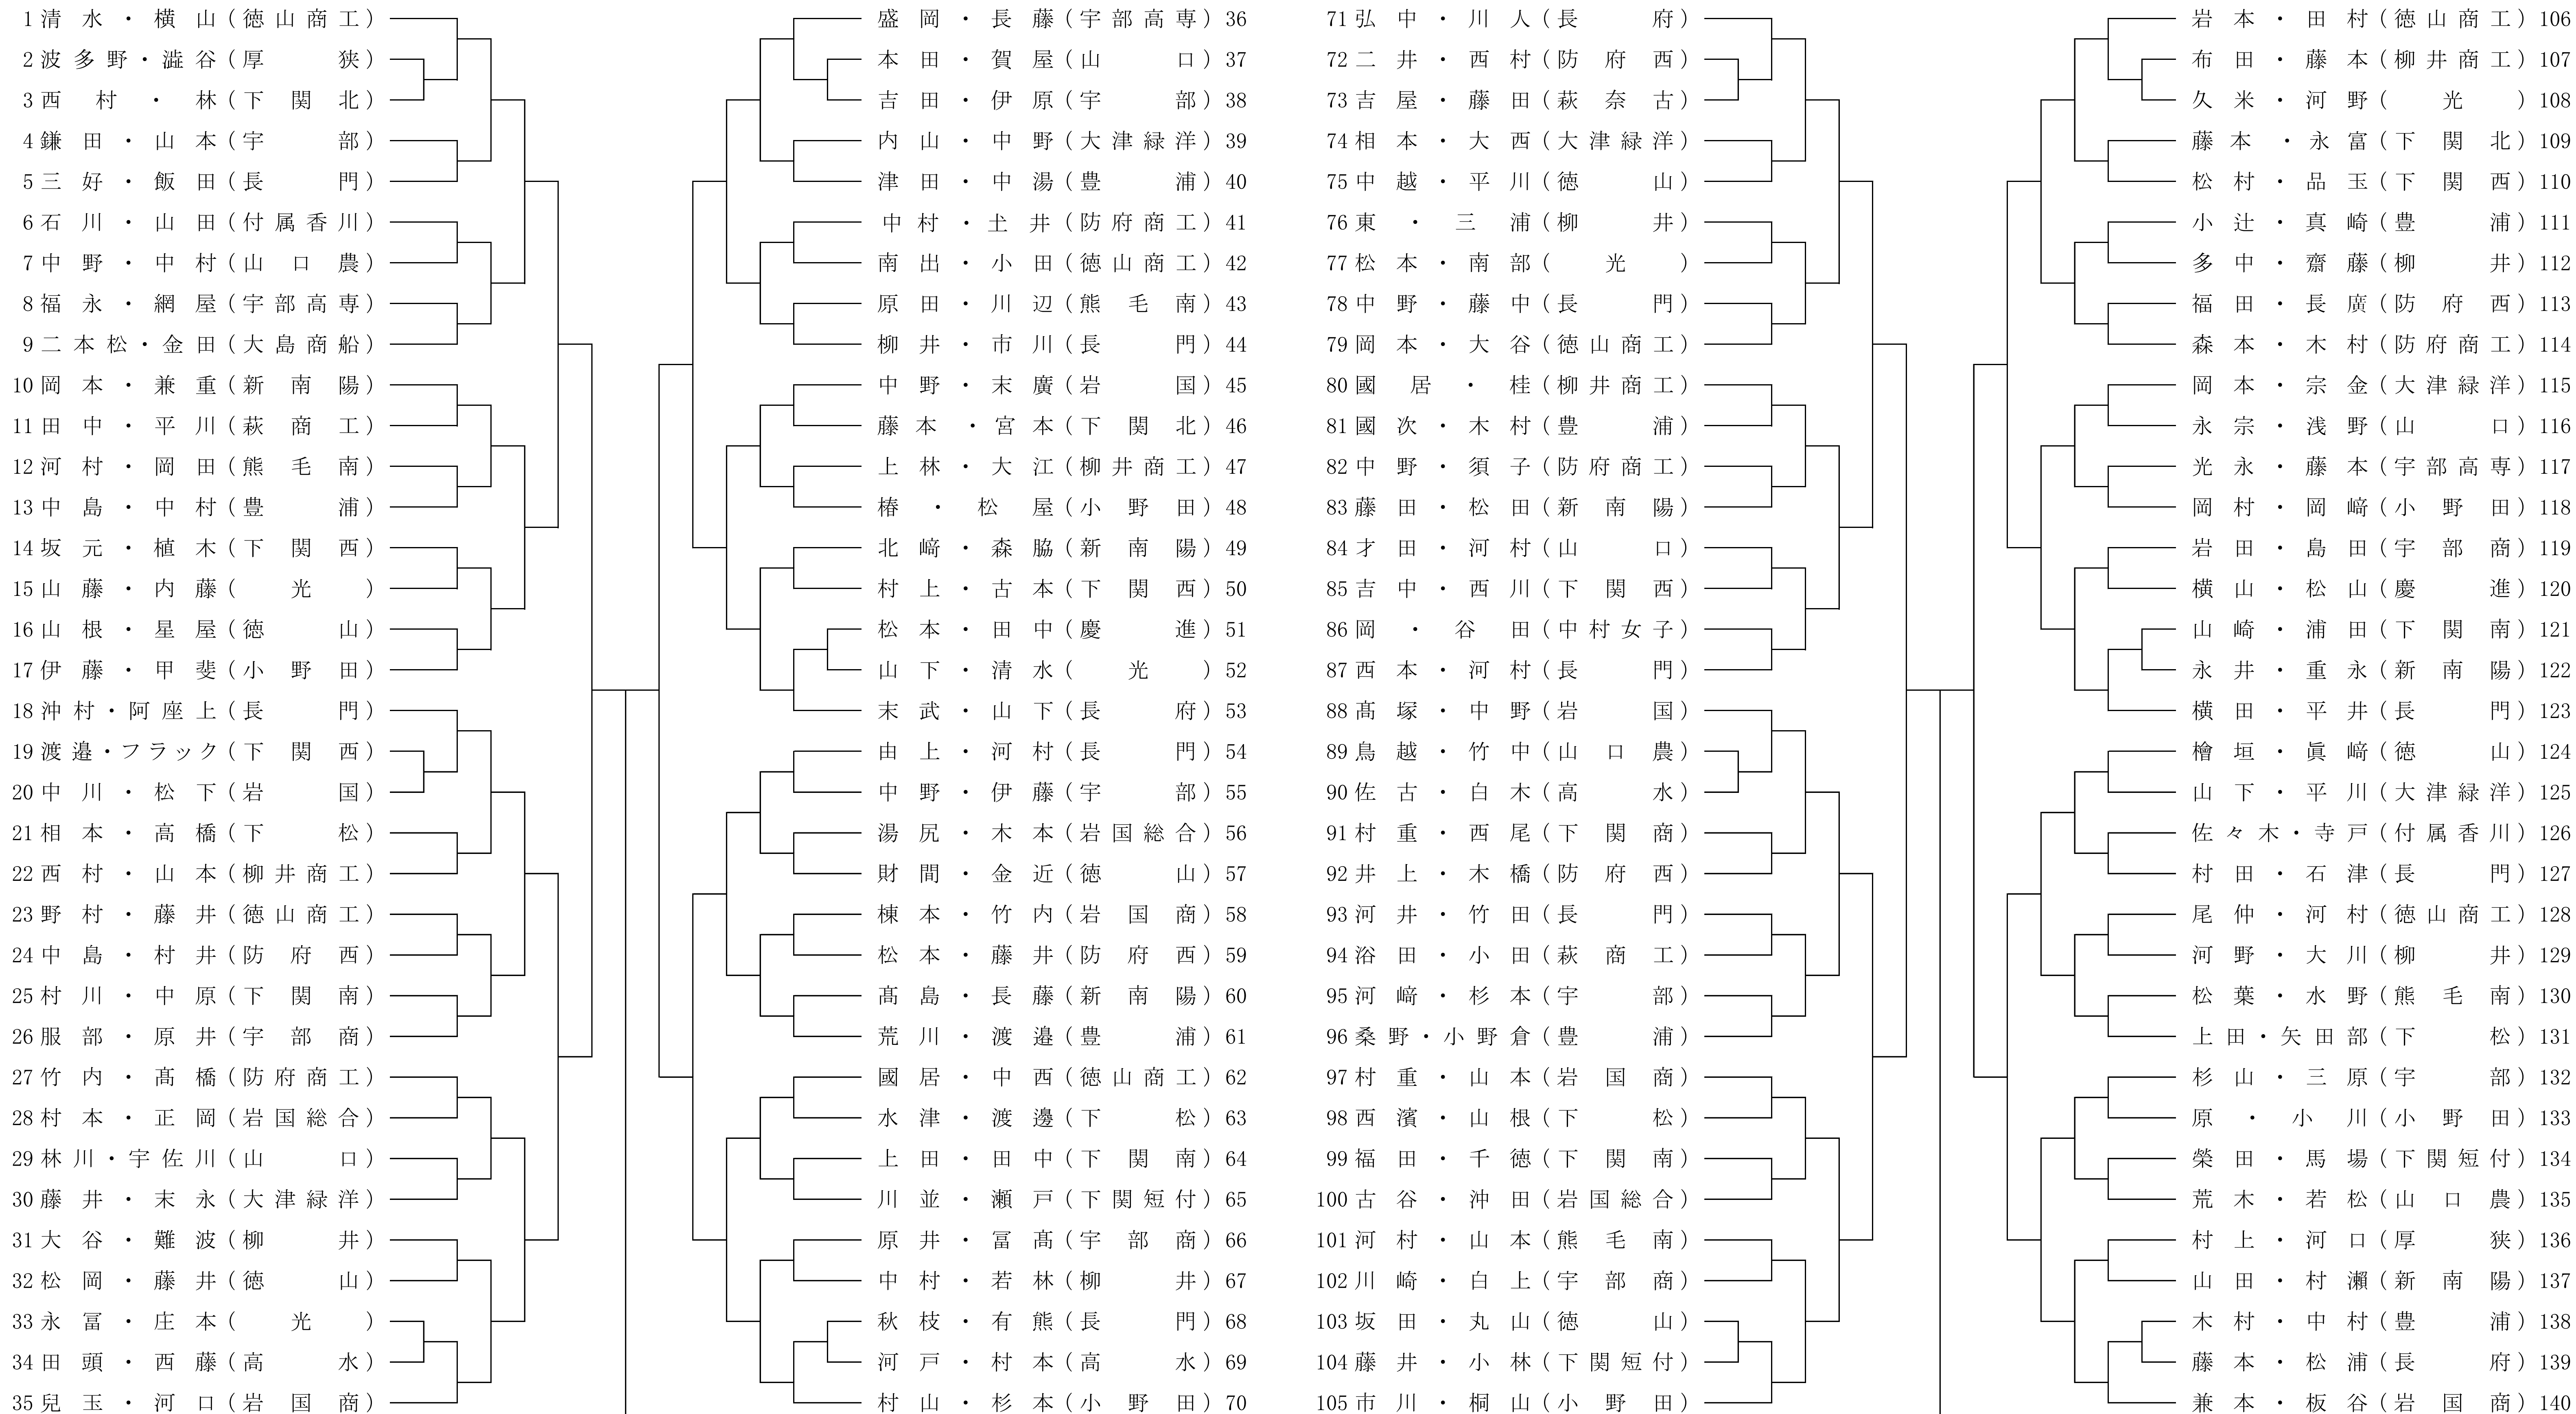 1 清水・横山(徳山商工)
2 波多野・澁谷(厚狭)
3 西村・林(下関北)
4 鎌田・山本(宇部)
5 三好・飯田(長門)
6 石川・山田(付属香川)
7 中野・中村(山口農)
8 福永・網屋(宇部高専)
9 二本松・金田(大島商船)
10 岡本・兼重(新南陽)
11 田中・平川(萩商工)
12 河村・岡田(熊毛南)
13 中島・中村(豊浦)
14 坂元・植木(下関西)
15 山藤・内藤(光)
16 山根・星屋(徳山)
17 伊藤・甲斐(小野田)
18 沖村・阿座上(長門)
19 渡邉・フラック(下関西)
20 中川・松下(岩国)
21 相本・高橋(下松)
22 西村・山本(柳井商工)
23 野村・藤井(徳山商工)
24 中島・村井(防府西)
25 村川・中原(下関南)
26 服部・原井(宇部商)
27 竹内・髙橋(防府商工)
28 村本・正岡(岩国総合)
29 林川・宇佐川(山口)
30 藤井・末永(大津緑洋)
31 大谷・難波(柳井)
32 松岡・藤井(徳山)
33 永冨・庄本(光)
34 田頭・西藤(高水)
35 兒玉・河口(岩国商)
盛岡・長藤(宇部高専) 36
本田・賀屋(山口) 37
吉田・伊原(宇部) 38
内山・中野(大津緑洋) 39
津田・中湯(豊浦) 40
中村・𡈽井(防府商工) 41
南出・小田(徳山商工) 42
原田・川辺(熊毛南) 43
柳井・市川(長門) 44
中野・末廣(岩国) 45
藤本・宮本(下関北) 46
上林・大江(柳井商工) 47
椿・松屋(小野田) 48
北﨑・森脇(新南陽) 49
村上・古本(下関西) 50
松本・田中(慶進) 51
山下・清水(光) 52
末武・山下(長府) 53
由上・河村(長門) 54
中野・伊藤(宇部) 55
湯尻・木本(岩国総合) 56
財間・金近(徳山) 57
棟本・竹内(岩国商) 58
松本・藤井(防府西) 59
髙島・長藤(新南陽) 60
荒川・渡邉(豊浦) 61
國居・中西(徳山商工) 62
水津・渡邊(下松) 63
上田・田中(下関南) 64
川並・瀬戸(下関短付) 65
原井・冨髙(宇部商) 66
中村・若林(柳井) 67
秋枝・有熊(長門) 68
河戸・村本(高水) 69
村山・杉本(小野田) 70
71 弘中・川人(長府)
72 二井・西村(防府西)
73 吉屋・藤田(萩奈古)
74 相本・大西(大津緑洋)
75 中越・平川(徳山)
76 東・三浦(柳井)
77 松本・南部(光)
78 中野・藤中(長門)
79 岡本・大谷(徳山商工)
80 國居・桂(柳井商工)
81 國次・木村(豊浦)
82 中野・須子(防府商工)
83 藤田・松田(新南陽)
84 才田・河村(山口)
85 吉中・西川(下関西)
86 岡・谷田(中村女子)
87 西本・河村(長門)
88 髙塚・中野(岩国)
89 鳥越・竹中(山口農)
90 佐古・白木(高水)
91 村重・西尾(下関商)
92 井上・木橋(防府西)
93 河井・竹田(長門)
94 浴田・小田(萩商工)
95 河﨑・杉本(宇部)
96 桑野・小野倉(豊浦)
97 村重・山本(岩国商)
98 西濱・山根(下松)
99 福田・千徳(下関南)
100 古谷・沖田(岩国総合)
101 河村・山本(熊毛南)
102 川崎・白上(宇部商)
103 坂田・丸山(徳山)
104 藤井・小林(下関短付)
105 市川・桐山(小野田)
岩本・田村(徳山商工) 106
布田・藤本(柳井商工) 107
久米・河野(光) 108
藤本・永富(下関北) 109
松村・品玉(下関西) 110
小辻・真崎(豊浦) 111
多中・齋藤(柳井) 112
福田・長廣(防府西) 113
森本・木村(防府商工) 114
岡本・宗金(大津緑洋) 115
永宗・浅野(山口) 116
光永・藤本(宇部高専) 117
岡村・岡﨑(小野田) 118
岩田・島田(宇部商) 119
横山・松山(慶進) 120
山崎・浦田(下関南) 121
永井・重永(新南陽) 122
横田・平井(長門) 123
檜垣・眞﨑(徳山) 124
山下・平川(大津緑洋) 125
佐々木・寺戸(付属香川) 126
村田・石津(長門) 127
尾仲・河村(徳山商工) 128
河野・大川(柳井) 129
松葉・水野(熊毛南) 130
上田・矢田部(下松) 131
杉山・三原(宇部) 132
原・小川(小野田) 133
榮田・馬場(下関短付) 134
荒木・若松(山口農) 135
村上・河口(厚狭) 136
山田・村瀬(新南陽) 137
木村・中村(豊浦) 138
藤本・松浦(長府) 139
兼本・板谷(岩国商) 140